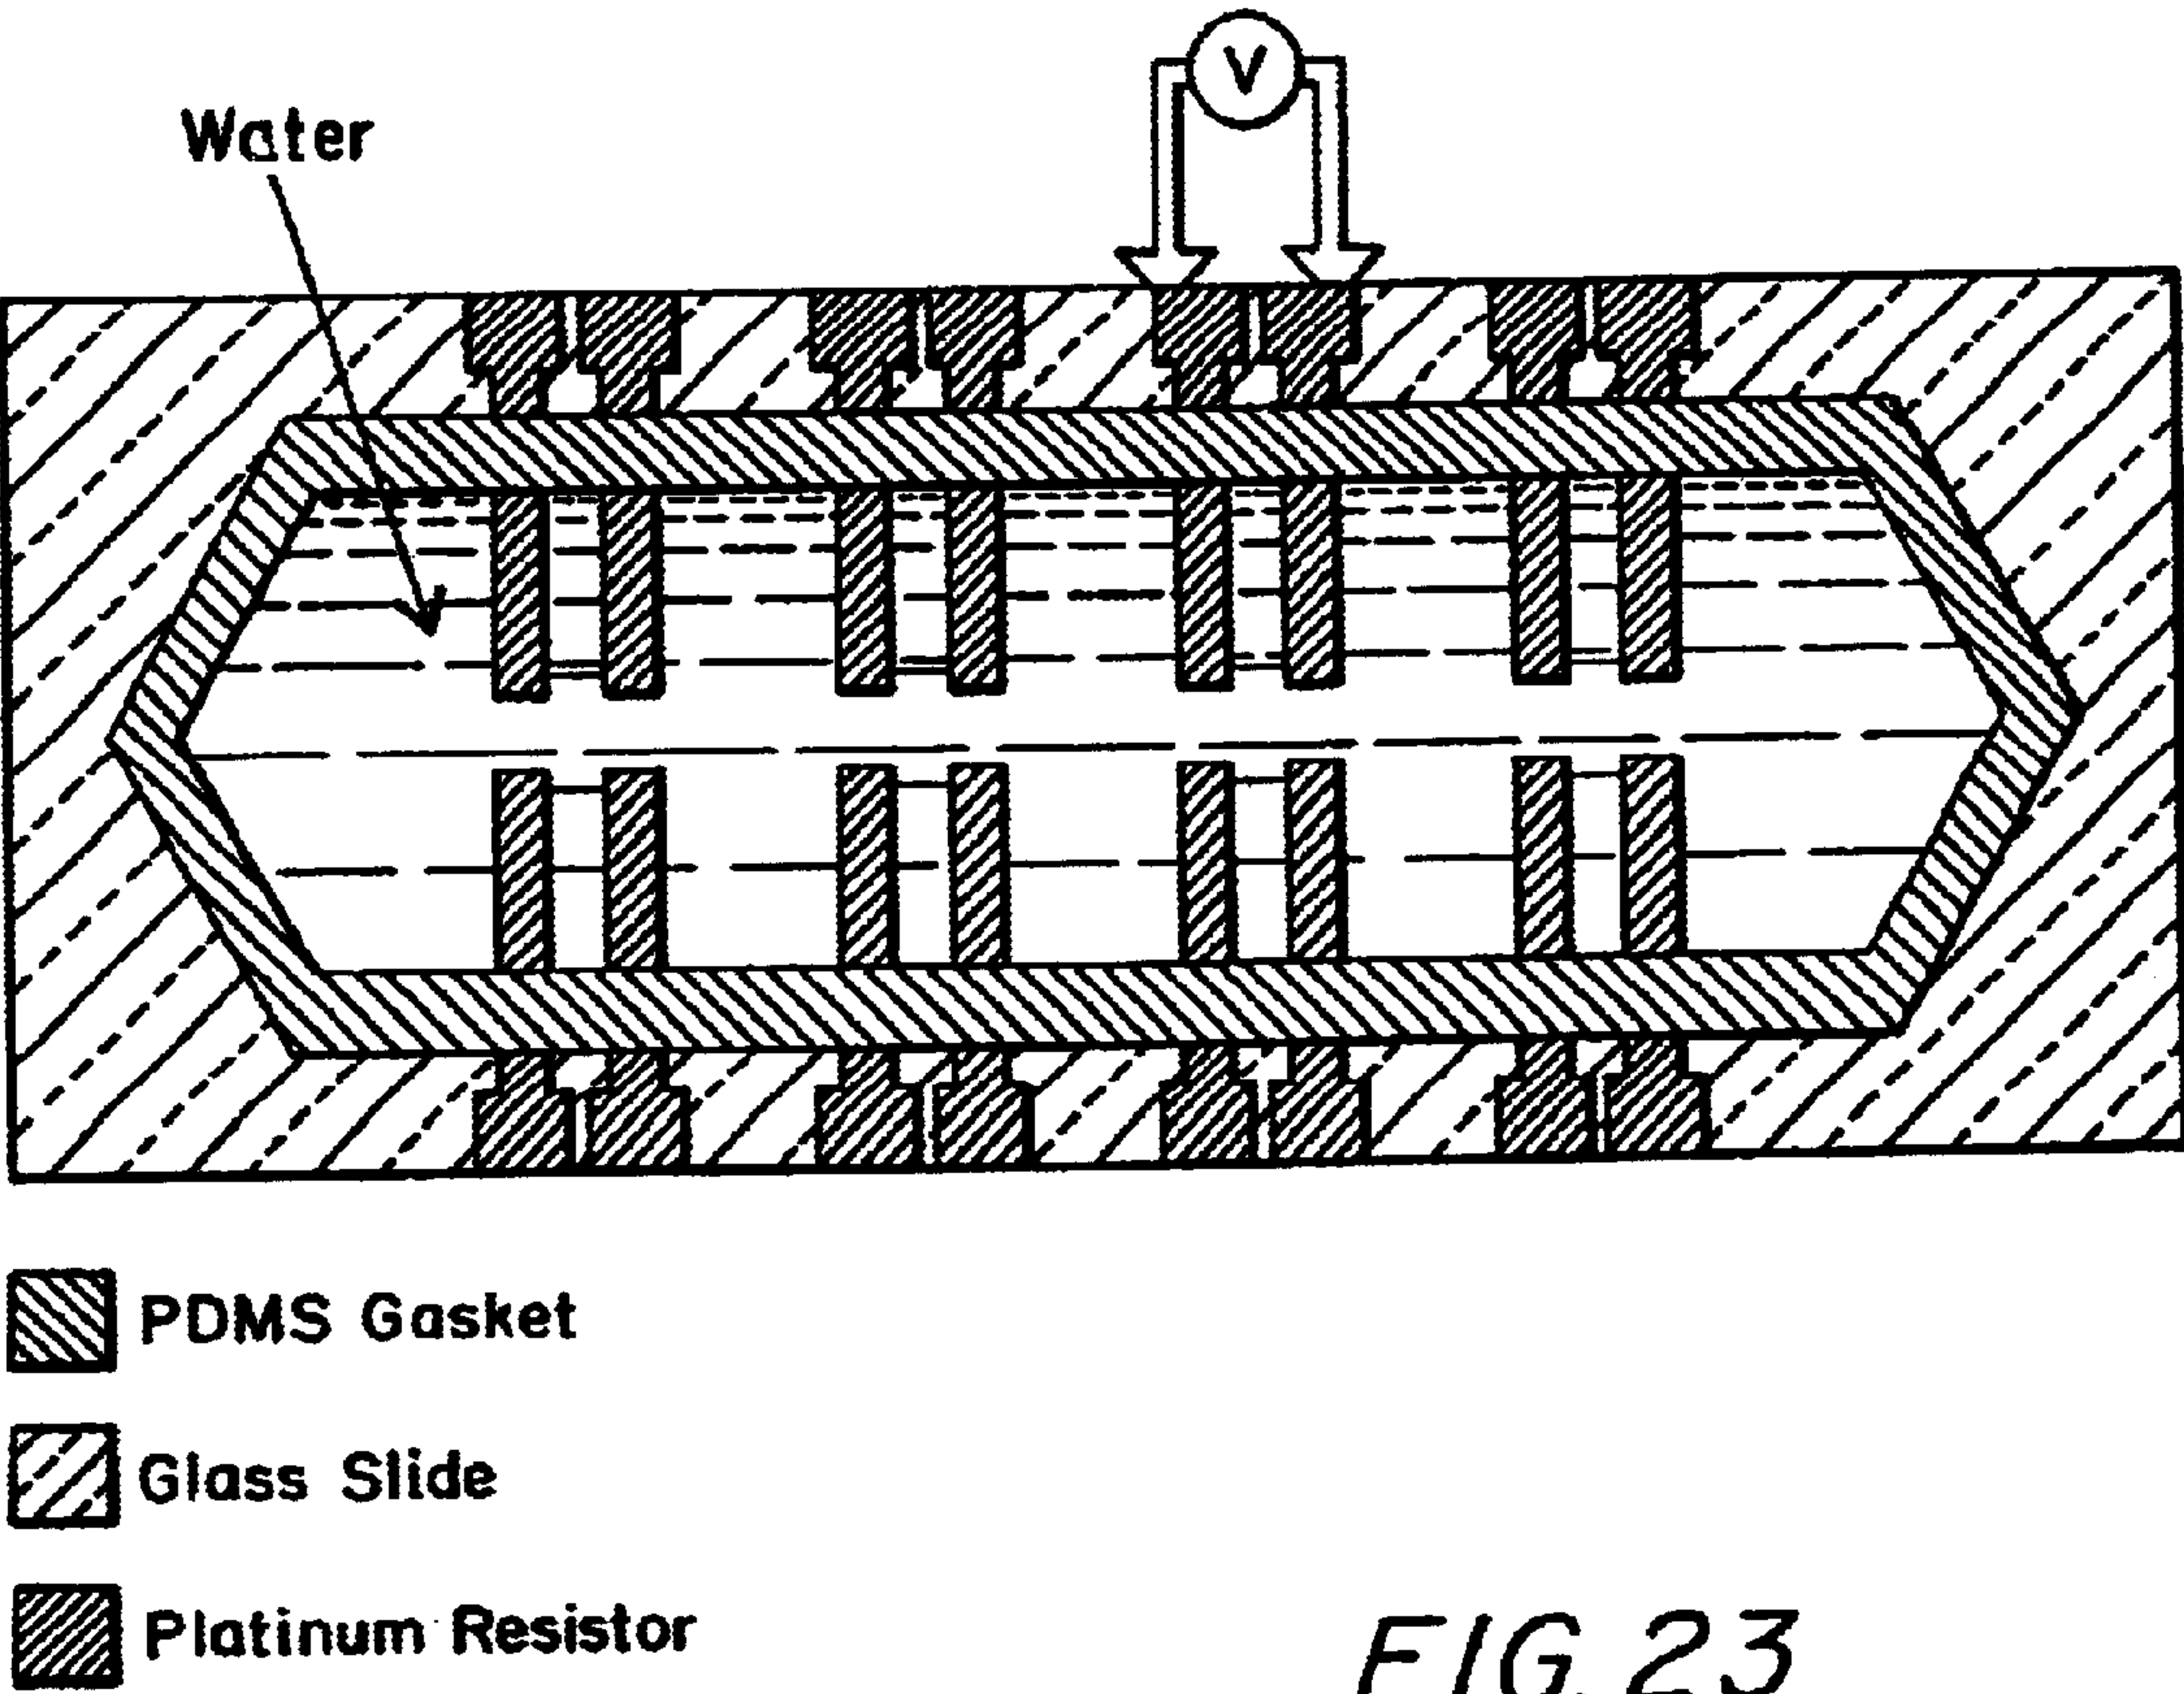 V
Water
PDMS Gasket
Glass Slide
Platinum Resistor
FIG. 23